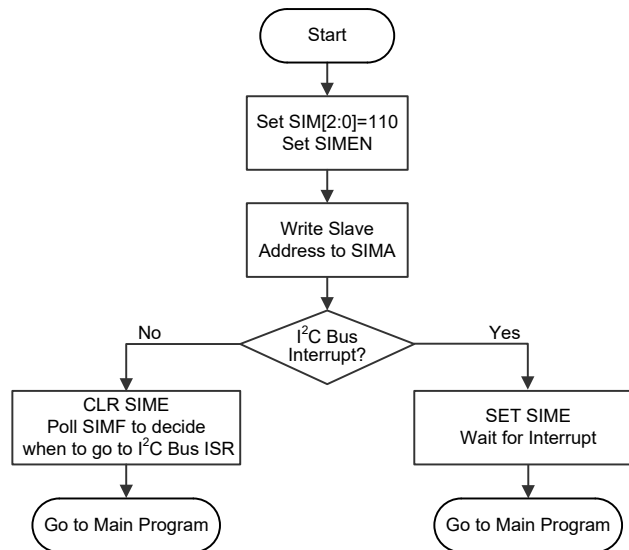 Start
Set SIM[2:0]=110
Set SIMEN
Write Slave
Address to SIMA
I²C Bus
Interrupt?
No
Yes
CLR SIME
Poll SIMF to decide
when to go to I²C Bus ISR
SET SIME
Wait for Interrupt
Go to Main Program
Go to Main Program